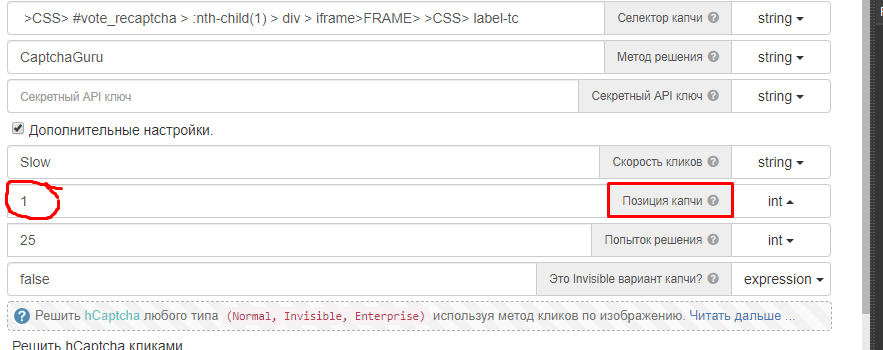 >CSS> #vote_recaptcha > :nth-child(1) > div > iframe>FRAME> >CSS> label-tc Селектор капчи string
CaptchaGuru Метод решения string
Секретный API ключ Секретный API ключ string
Дополнительные настройки.
Slow Скорость кликов string
1 Позиция капчи int
25 Попыток решения int
false Это Invisible вариант капчи? expression
Решить hCaptcha любого типа (Normal, Invisible, Enterprise) используя метод кликов по изображению. Читать дальше ...
Решить hCaptcha кликами